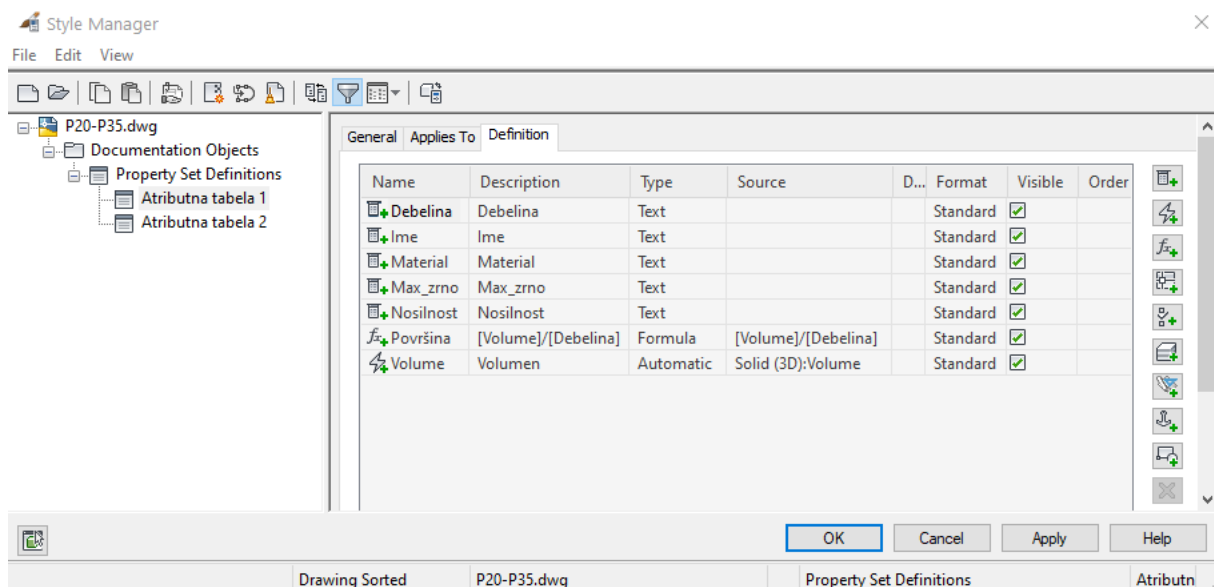 Style Manager
File Edit View
P20-P35.dwg
Documentation Objects
Property Set Definitions
Atributna tabela 1
Atributna tabela 2
General Applies To Definition
Name Description Type Source D... Format Visible Order
Debelina Debelina Text Standard
Ime Ime Text Standard
Material Material Text Standard
Max_zrno Max_zrno Text Standard
Nosilnost Nosilnost Text Standard
Površina [Volume]/[Debelina] Formula [Volume]/[Debelina] Standard
Volume Volumen Automatic Solid (3D):Volume Standard
OK Cancel Apply Help
Drawing Sorted P20-P35.dwg Property Set Definitions Atributn